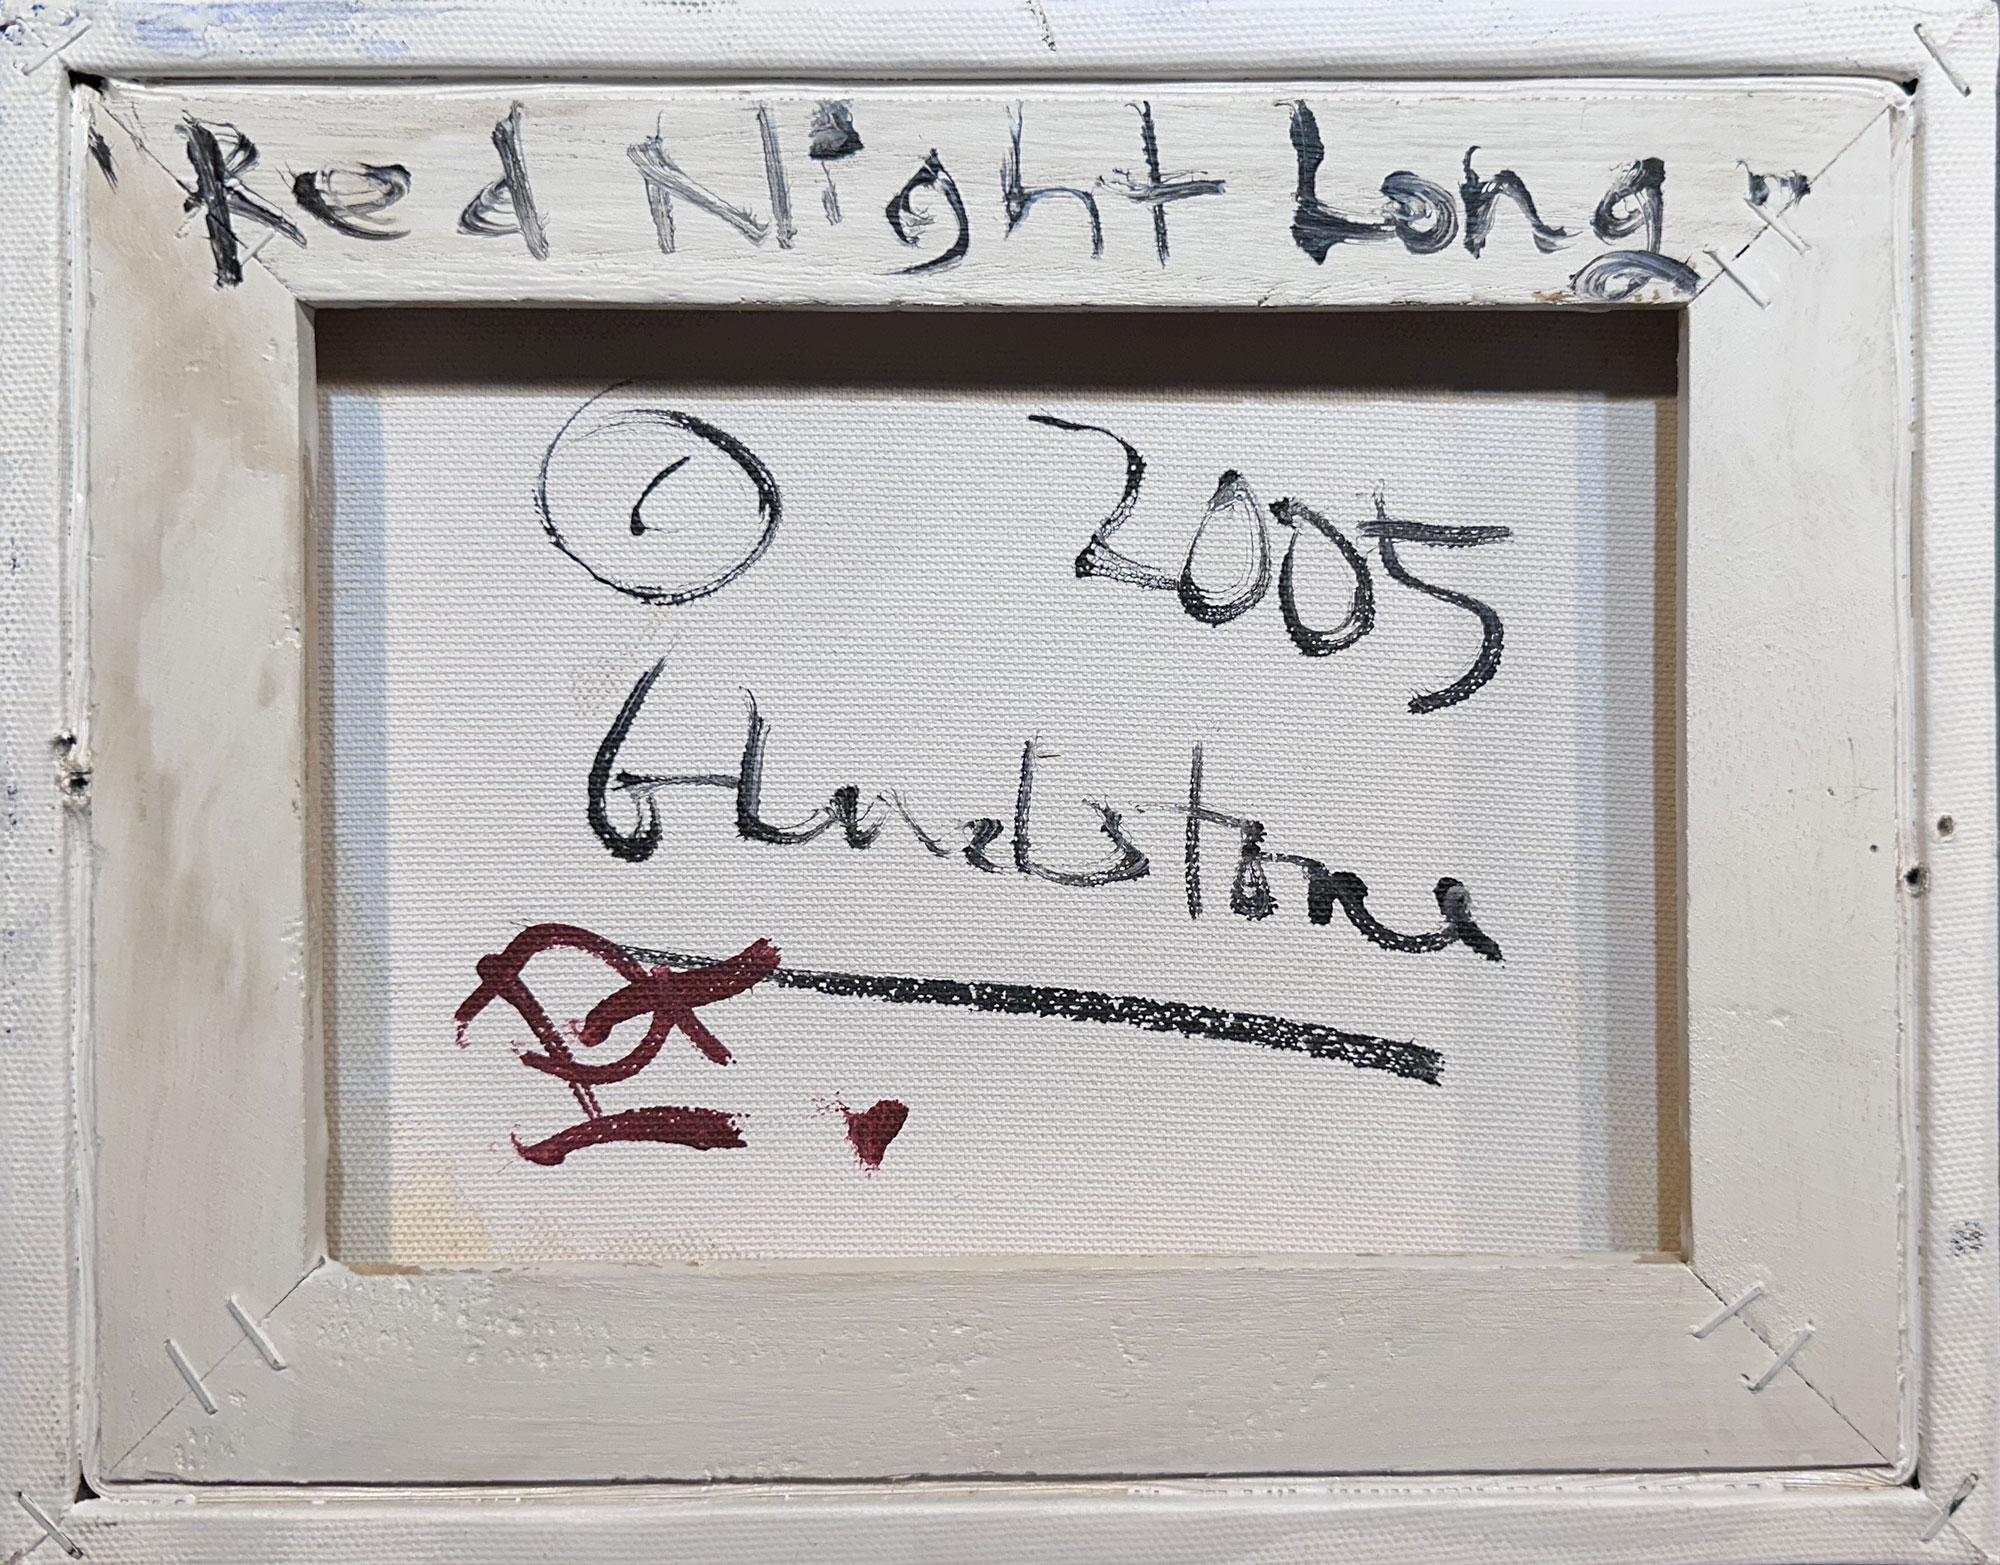 "Red Night Long"
© 2005
Gladstone